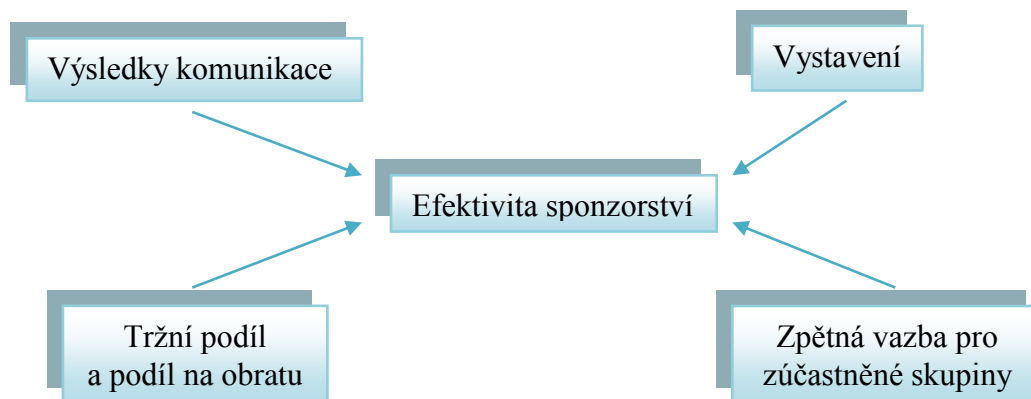 Výsledky komunikace
Vystavení
Efektivita sponzorství
Tržní podíl
a podíl na obratu
Zpětná vazba pro
zúčastněné skupiny